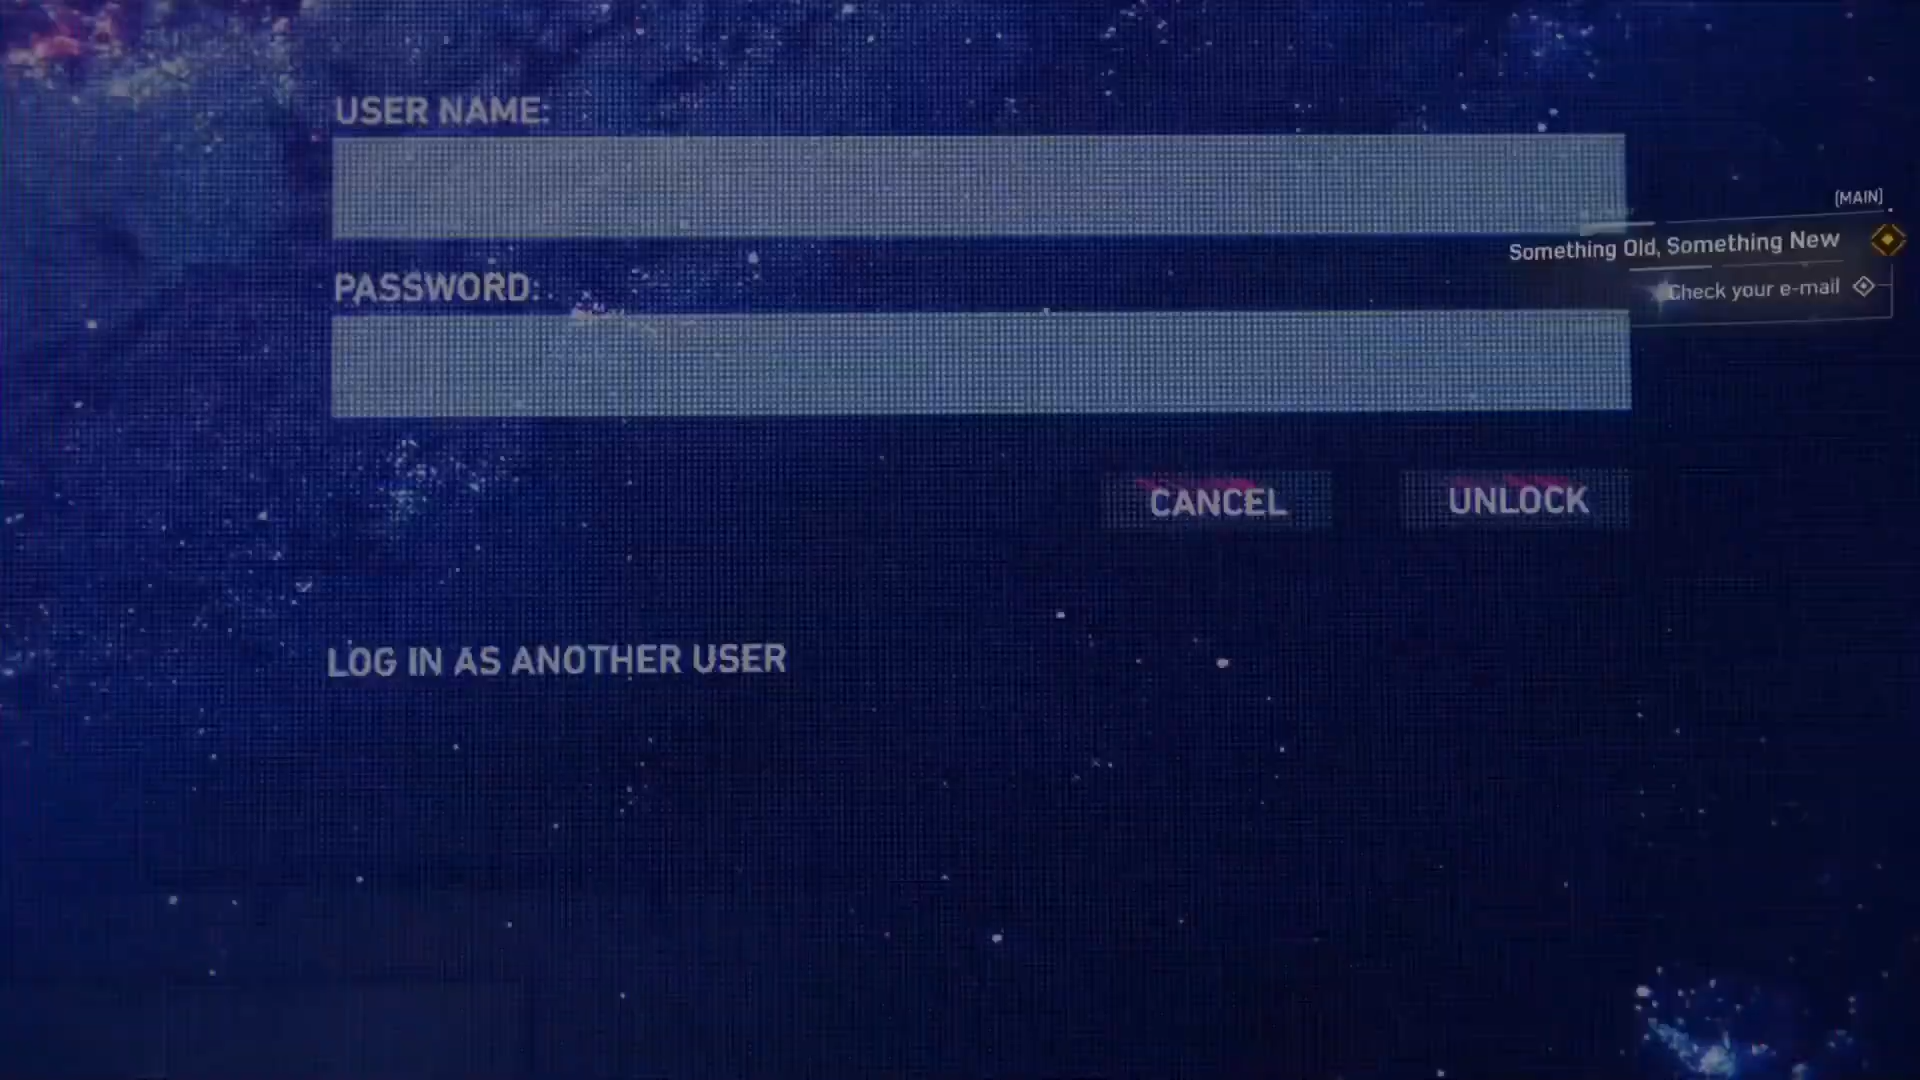 USER NAME:
[MAIN]
Something Old, Something New
PASSWORD:
Check your e-mail
CANCEL
UNLOCK
LOG IN AS ANOTHER USER